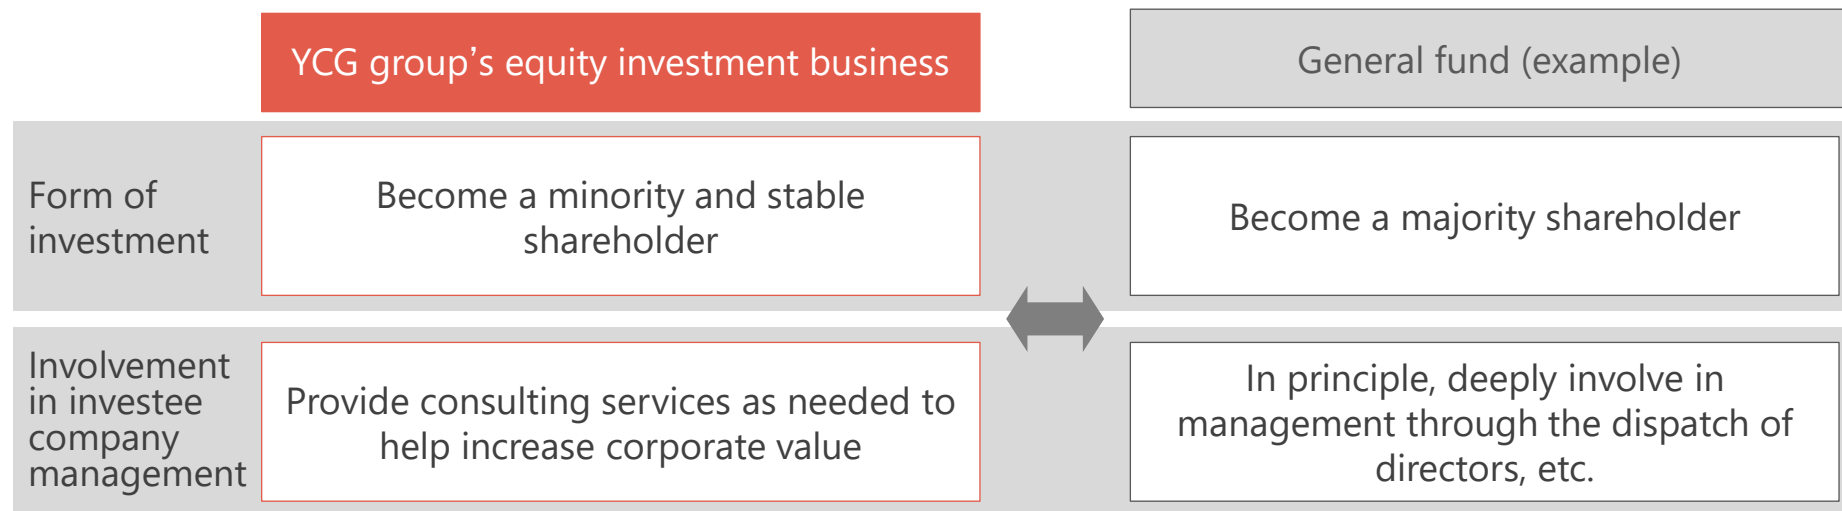 YCG group’s equity investment business
General fund (example)
Form of
investment
Become a minority and stable
shareholder
Become a majority shareholder
Involvement
in investee
company
management
Provide consulting services as needed to
help increase corporate value
In principle, deeply involve in
management through the dispatch of
directors, etc.